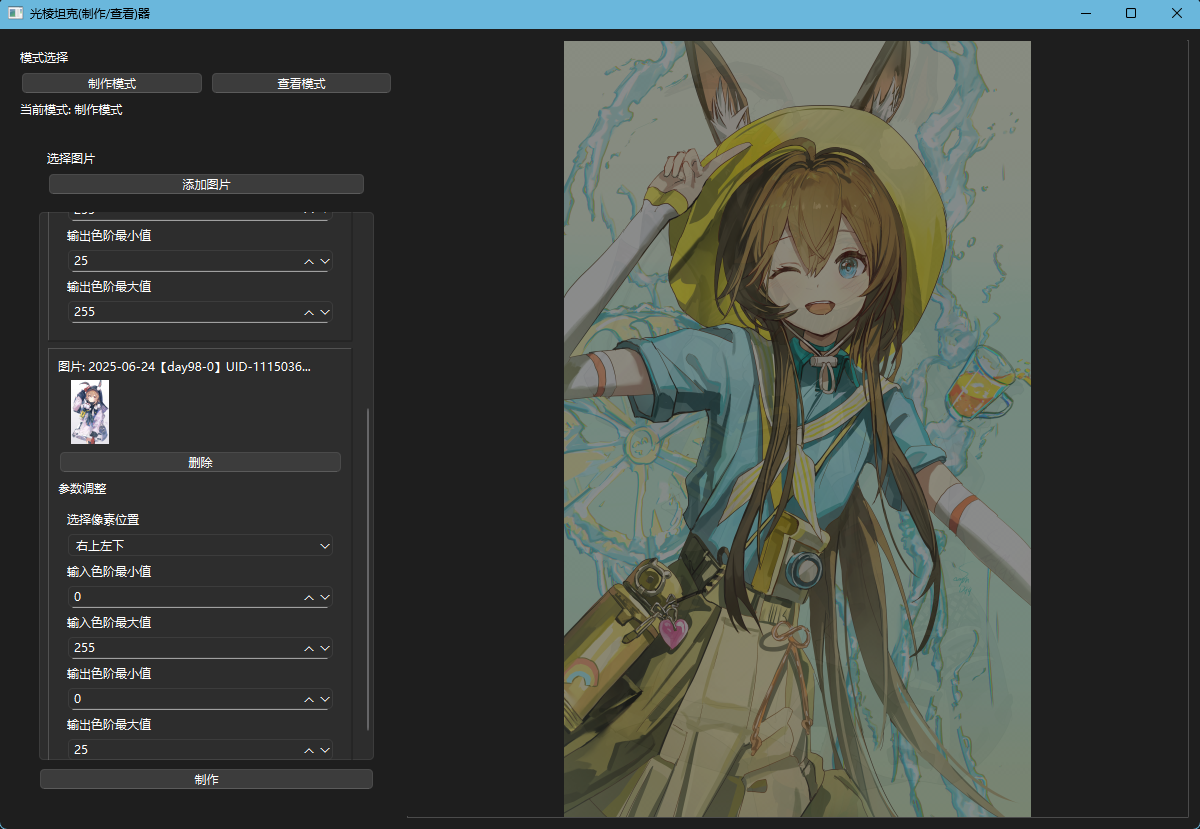 光棱坦克(制作/查看)器
模式选择
制作模式 查看模式
当前模式: 制作模式
选择图片
添加图片
255
输出色阶最小值
25
输出色阶最大值
255
图片: 2025-06-24【day98-0】UID-1115036...
删除
参数调整
选择像素位置
右上左下
输入色阶最小值
0
输入色阶最大值
255
输出色阶最小值
0
输出色阶最大值
25
制作